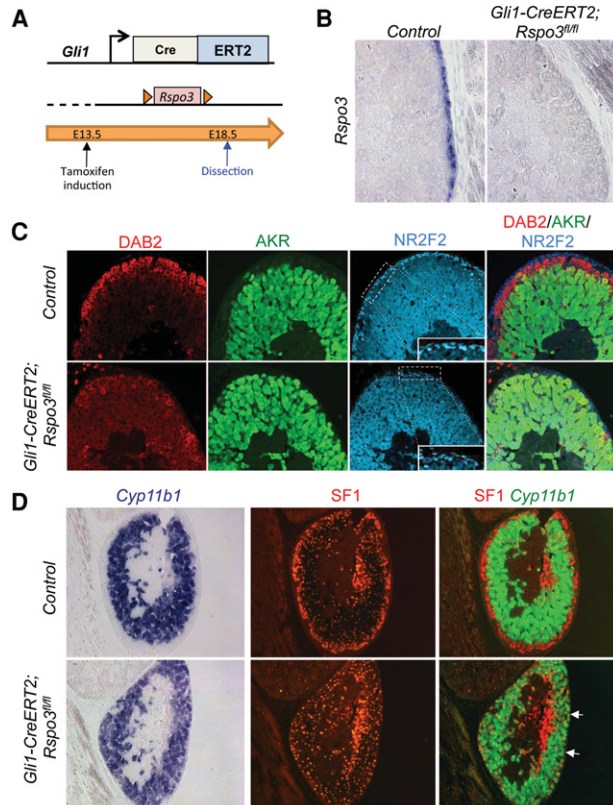 A
Gli1
Cre
ERT2
Rspo3
E13.5
E18.5
Tamoxifen
induction
Dissection
B
Control
Gli1-CreERT2;
Rspo3fl/fl
Rspo3
C
DAB2
AKR
NR2F2
DAB2/AKR/
NR2F2
Control
Gli1-CreERT2;
Rspo3fl/fl
D
Cyp11b1
SF1
SF1 Cyp11b1
Control
Gli1-CreERT2;
Rspo3fl/fl